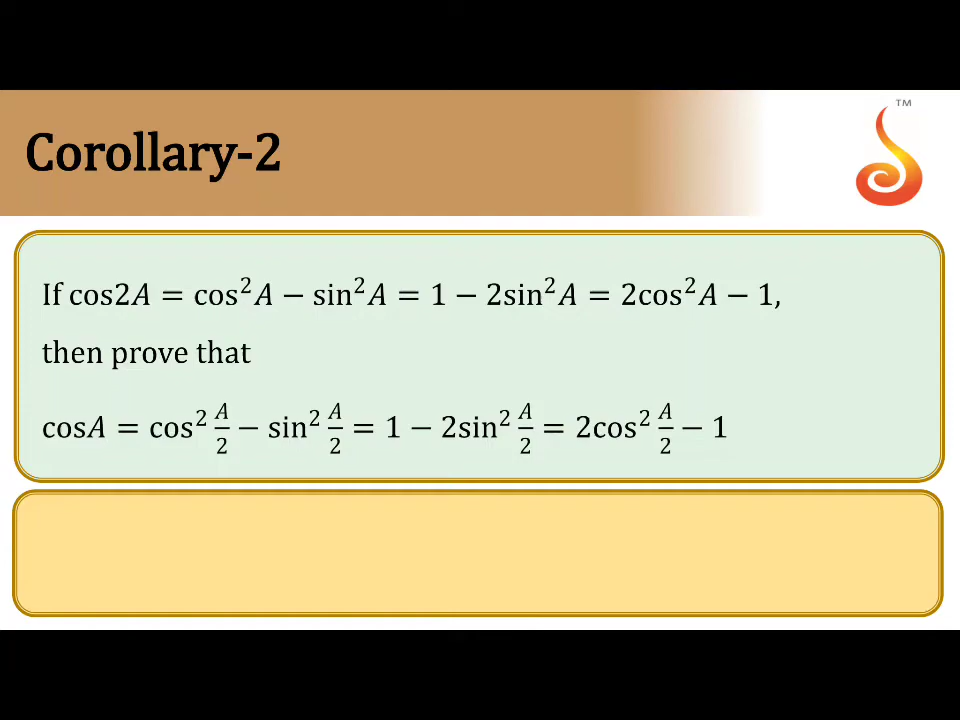 TM
Corollary-2
If cos2A = cos²A − sin²A = 1 − 2sin²A = 2cos²A − 1,
then prove that
cosA = cos² A/2 − sin² A/2 = 1 − 2sin² A/2 = 2cos² A/2 − 1